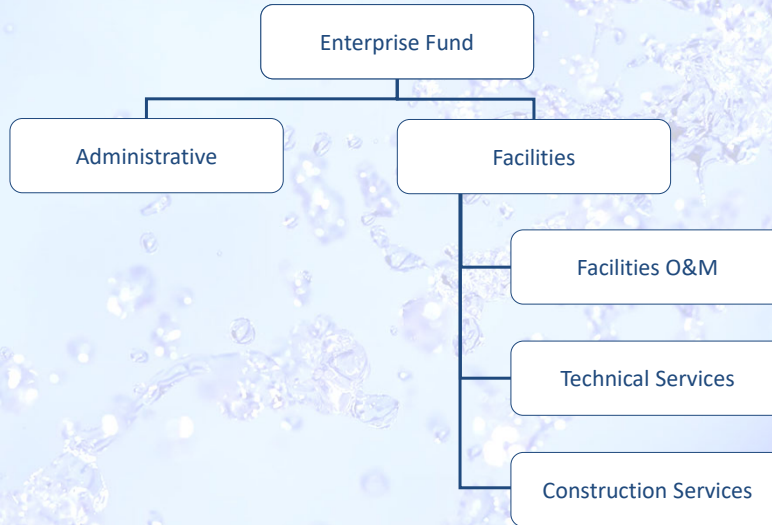 Enterprise Fund
Administrative
Facilities
Facilities O&M
Technical Services
Construction Services